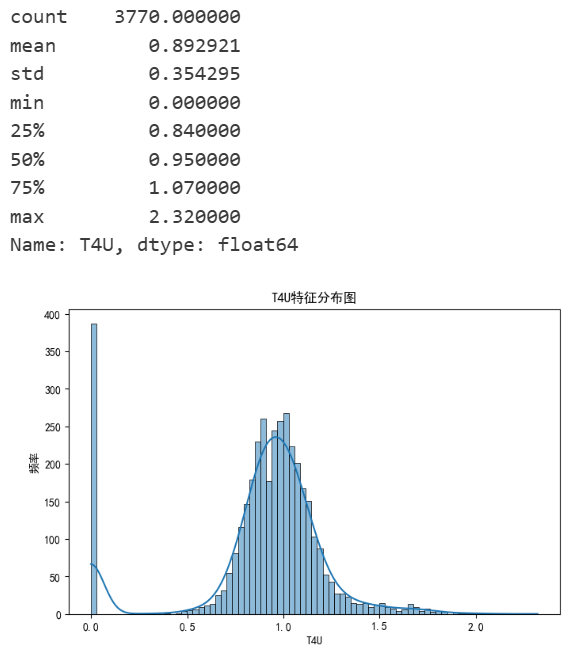 count    3770.000000
mean        0.892921
std         0.354295
min         0.000000
25%         0.840000
50%         0.950000
75%         1.070000
max         2.320000
Name: T4U, dtype: float64
T4U特征分布图
400
350
300
250
200
150
100
50
0
频率
0.0 0.5 1.0 1.5 2.0
T4U